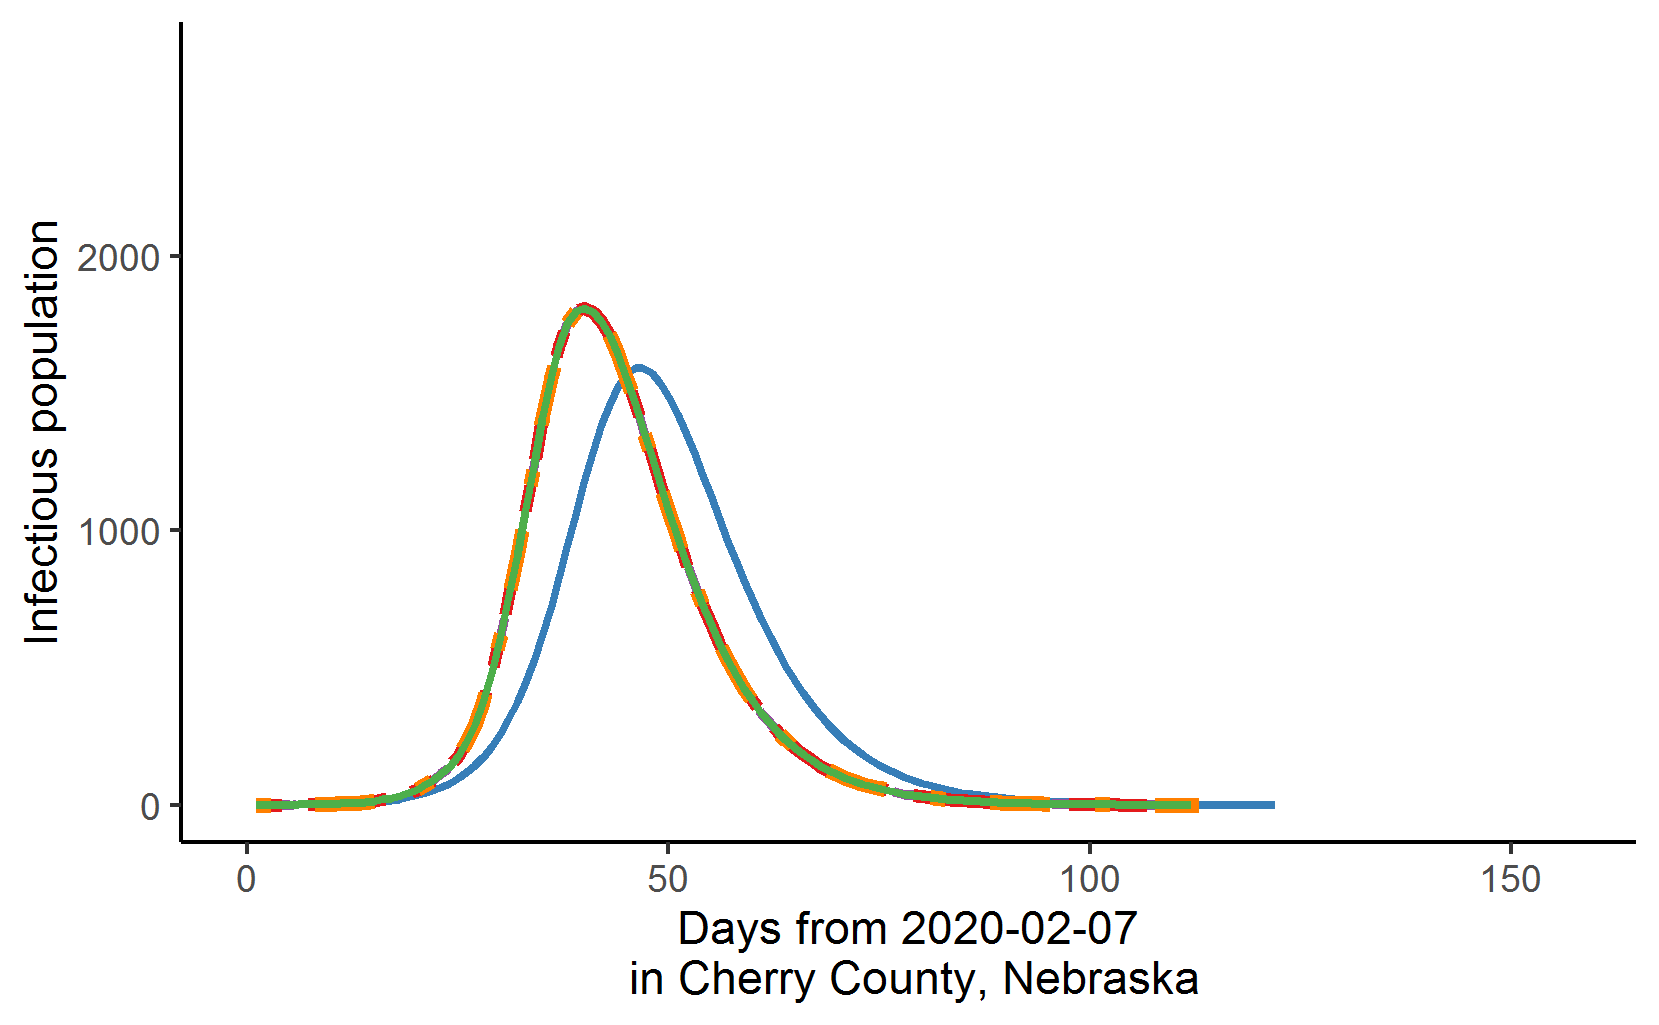 Infectious population
2000
1000
0
0 50 100 150
Days from 2020-02-07
in Cherry County, Nebraska